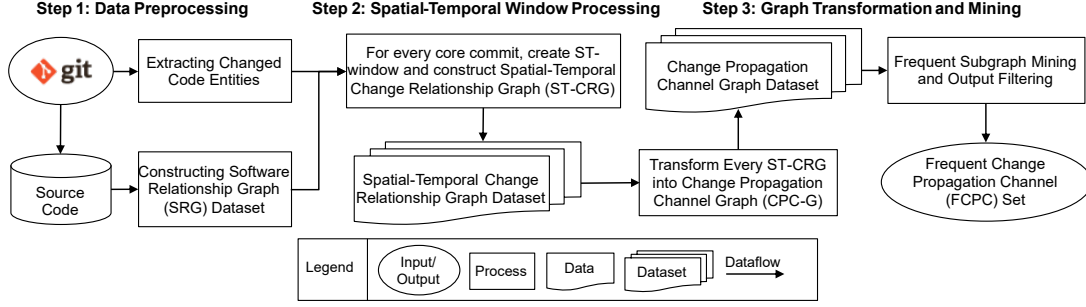 Step 1: Data Preprocessing
Step 2: Spatial-Temporal Window Processing
Step 3: Graph Transformation and Mining
git
Extracting Changed
Code Entities
Source
Code
Constructing Software
Relationship Graph
(SRG) Dataset
For every core commit, create ST-
window and construct Spatial-Temporal
Change Relationship Graph (ST-CRG)
Spatial-Temporal Change
Relationship Graph Dataset
Change Propagation
Channel Graph Dataset
Transform Every ST-CRG
into Change Propagation
Channel Graph (CPC-G)
Frequent Subgraph Mining
and Output Filtering
Frequent Change
Propagation Channel
(FCPC) Set
Legend
Input/
Output
Process
Data
Dataset
Dataflow